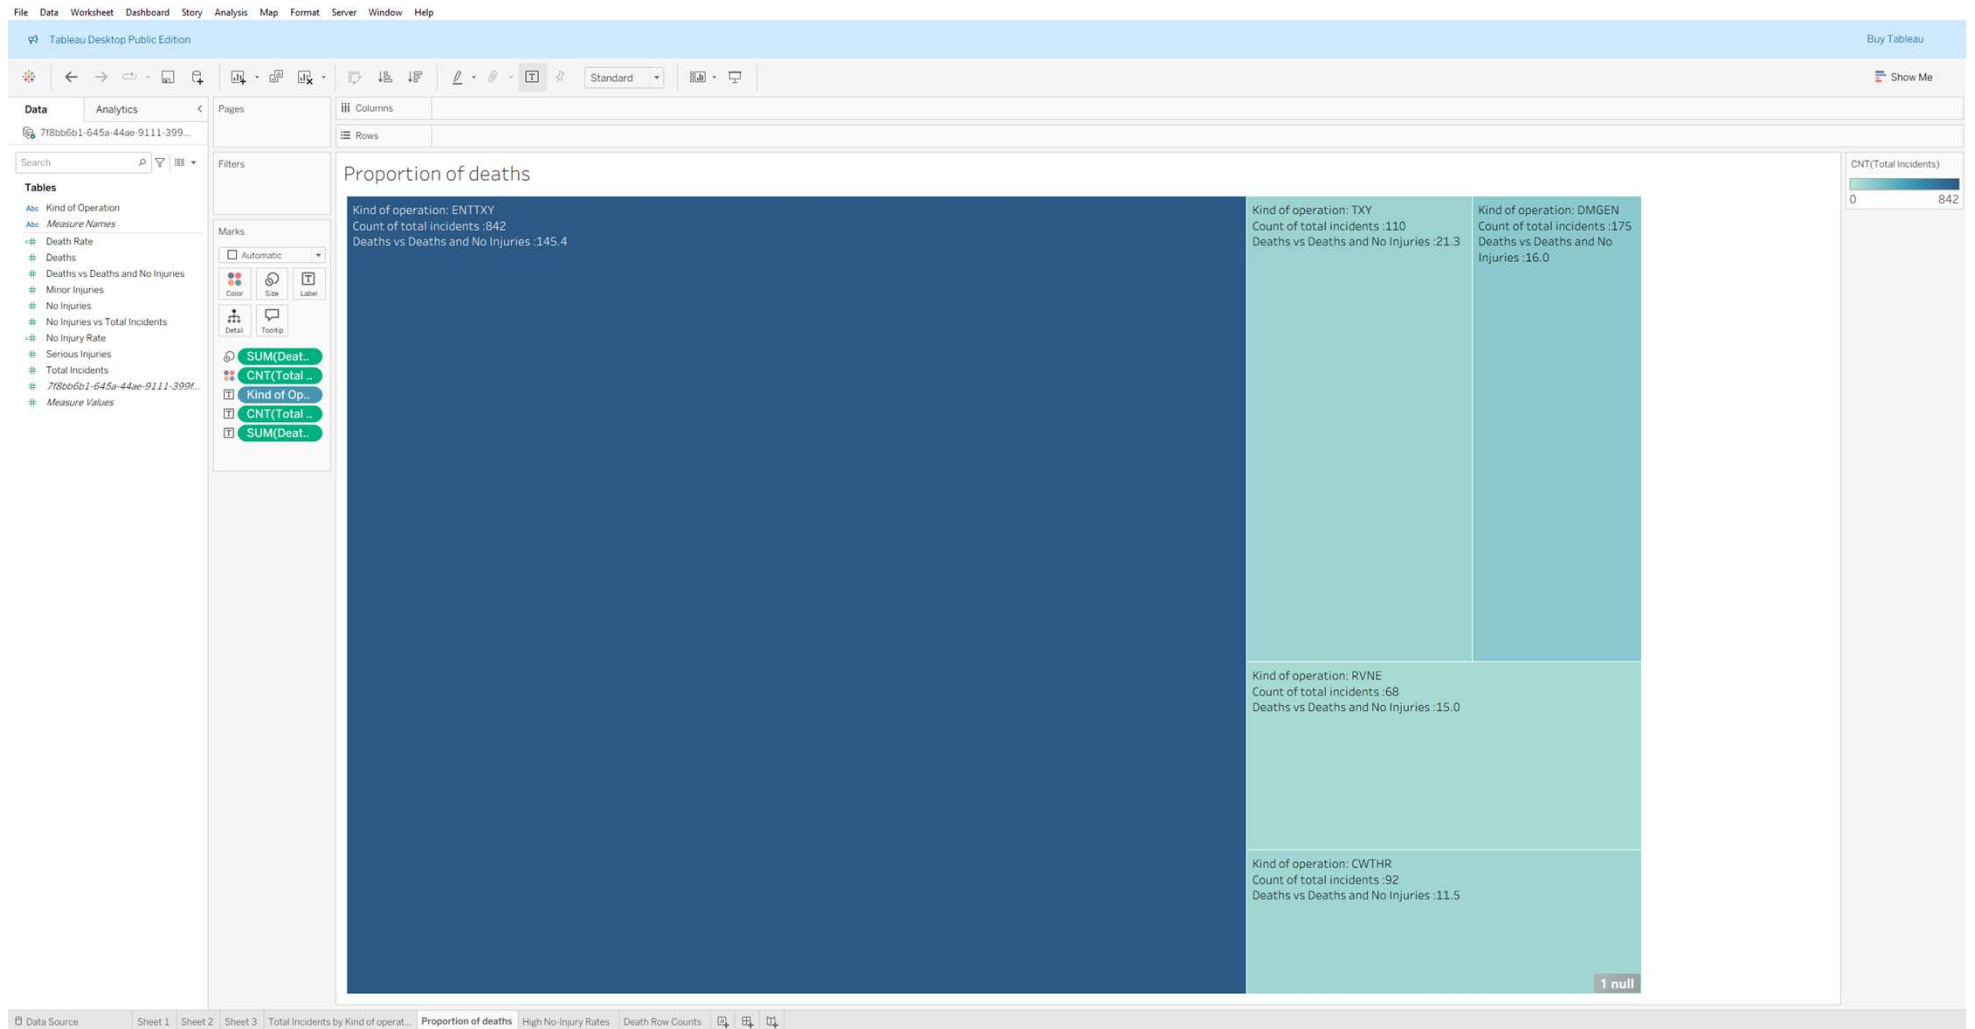 File Data Worksheet Dashboard Story Analysis Map Format Server Window Help
Tableau Desktop Public Edition
Buy Tableau
Standard
Show Me
Data Analytics
7f8bb6b1-645a-44ae-9111-399...
Search
Tables
Abc Kind of Operation
Abc Measure Names
=# Death Rate
# Deaths
# Deaths vs Deaths and No Injuries
# Minor Injuries
# No Injuries
# No Injuries vs Total Incidents
=# No Injury Rate
# Serious Injuries
# Total Incidents
# 7f8bb6b1-645a-44ae-9111-399f...
# Measure Values
Pages
Filters
Marks
Automatic
Color Size Label
Detail Tooltip
SUM(Deat..
CNT(Total ..
Kind of Op..
CNT(Total ..
SUM(Deat..
Columns
Rows
Proportion of deaths
Kind of operation: ENTTXY
Count of total incidents :842
Deaths vs Deaths and No Injuries :145.4
Kind of operation: TXY
Count of total incidents :110
Deaths vs Deaths and No Injuries :21.3
Kind of operation: DMGEN
Count of total incidents :175
Deaths vs Deaths and No
Injuries :16.0
Kind of operation: RVNE
Count of total incidents :68
Deaths vs Deaths and No Injuries :15.0
Kind of operation: CWTHR
Count of total incidents :92
Deaths vs Deaths and No Injuries :11.5
1 null
CNT(Total Incidents)
0 842
Data Source Sheet 1 Sheet 2 Sheet 3 Total Incidents by Kind of operat... Proportion of deaths High No-Injury Rates Death Row Counts